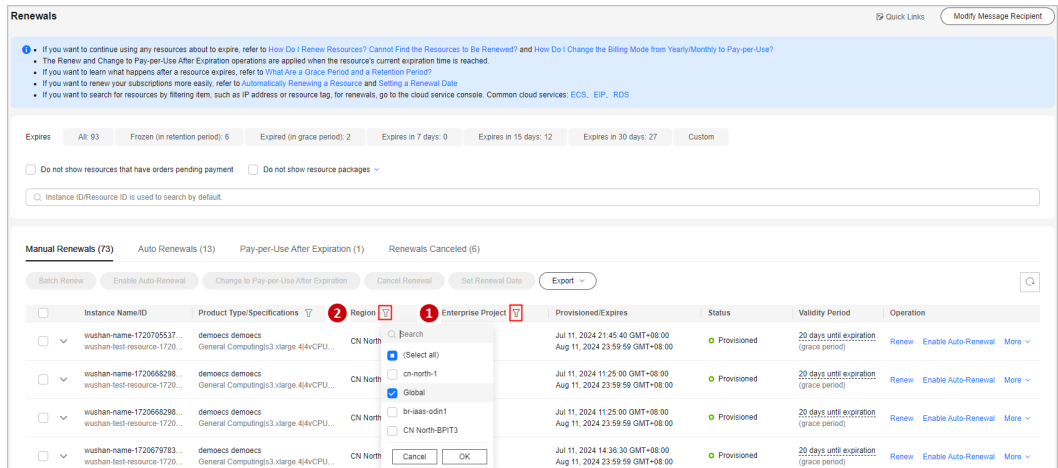 Renewals
Quick Links
Modify Message Recipient
If you want to continue using any resources about to expire, refer to How Do I Renew Resources? Cannot Find the Resources to Be Renewed? and How Do I Change the Billing Mode from Yearly/Monthly to Pay-per-Use?
The Renew and Change to Pay-per-Use After Expiration operations are applied when the resource's current expiration time is reached.
If you want to learn what happens after a resource expires, refer to What Are a Grace Period and a Retention Period?
If you want to renew your subscriptions more easily, refer to Automatically Renewing a Resource and Setting a Renewal Date
If you want to search for resources by filtering item, such as IP address or resource tag, for renewals, go to the cloud service console. Common cloud services: ECS、EIP、RDS
Expires All: 93 Frozen (in retention period): 6 Expired (in grace period): 2 Expires in 7 days: 0 Expires in 15 days: 12 Expires in 30 days: 27 Custom
Do not show resources that have orders pending payment Do not show resource packages
Instance ID/Resource ID is used to search by default.
Manual Renewals (73) Auto Renewals (13) Pay-per-Use After Expiration (1) Renewals Canceled (6)
Batch Renew Enable Auto-Renewal Change to Pay-per-Use After Expiration Cancel Renewal Set Renewal Date Export
Instance Name/ID Product Type/Specifications 2 Region 1 Enterprise Project Provisioned/Expires Status Validity Period Operation
wushan-name-1720705537...
wushan-test-resource-1720...
demoecs demoecs
General Computing|s3.xlarge.4|4vCPU...
CN North
Jul 11, 2024 21:45:40 GMT+08:00
Aug 11, 2024 23:59:59 GMT+08:00
Provisioned
20 days until expiration
(grace period)
Renew Enable Auto-Renewal More
wushan-name-1720668298...
wushan-test-resource-1720...
demoecs demoecs
General Computing|s3.xlarge.4|4vCPU...
CN North
Jul 11, 2024 11:25:00 GMT+08:00
Aug 11, 2024 23:59:59 GMT+08:00
Provisioned
20 days until expiration
(grace period)
Renew Enable Auto-Renewal More
wushan-name-1720668298...
wushan-test-resource-1720...
demoecs demoecs
General Computing|s3.xlarge.4|4vCPU...
CN North
Jul 11, 2024 11:25:00 GMT+08:00
Aug 11, 2024 23:59:59 GMT+08:00
Provisioned
20 days until expiration
(grace period)
Renew Enable Auto-Renewal More
wushan-name-1720679783...
wushan-test-resource-1720...
demoecs demoecs
General Computing|s3.xlarge.4|4vCPU...
CN North
Jul 11, 2024 14:36:30 GMT+08:00
Aug 11, 2024 23:59:59 GMT+08:00
Provisioned
20 days until expiration
(grace period)
Renew Enable Auto-Renewal More
Search
(Select all)
cn-north-1
Global
br-iaas-odin1
CN North-BPIT3
Cancel OK